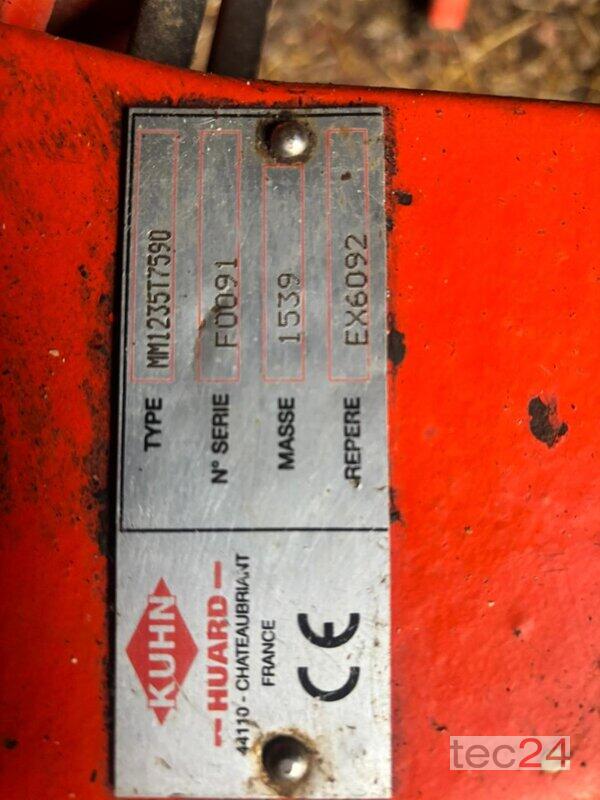 KUHN
HUARD
44110 - CHATEAUBRIANT
FRANCE
CE
TYPE MM1235T7590
N° SERIE F0091
MASSE 1539
REPERE EX6092
tec24